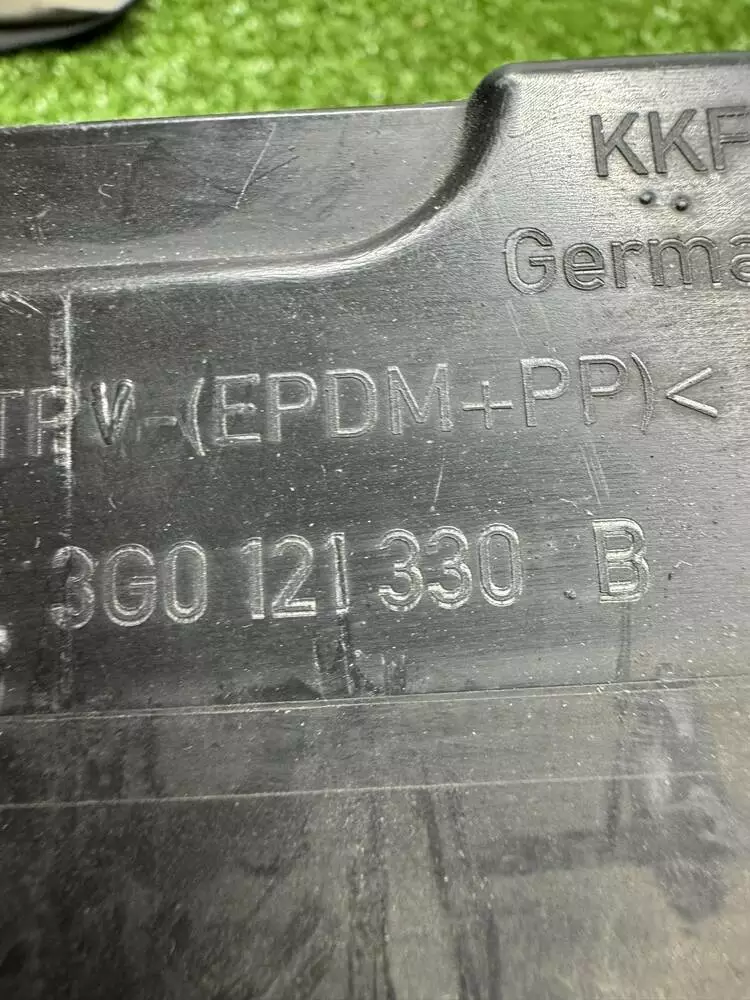 KKF
Germa
TPV-(EPDM+PP)<
3G0 121 330 B